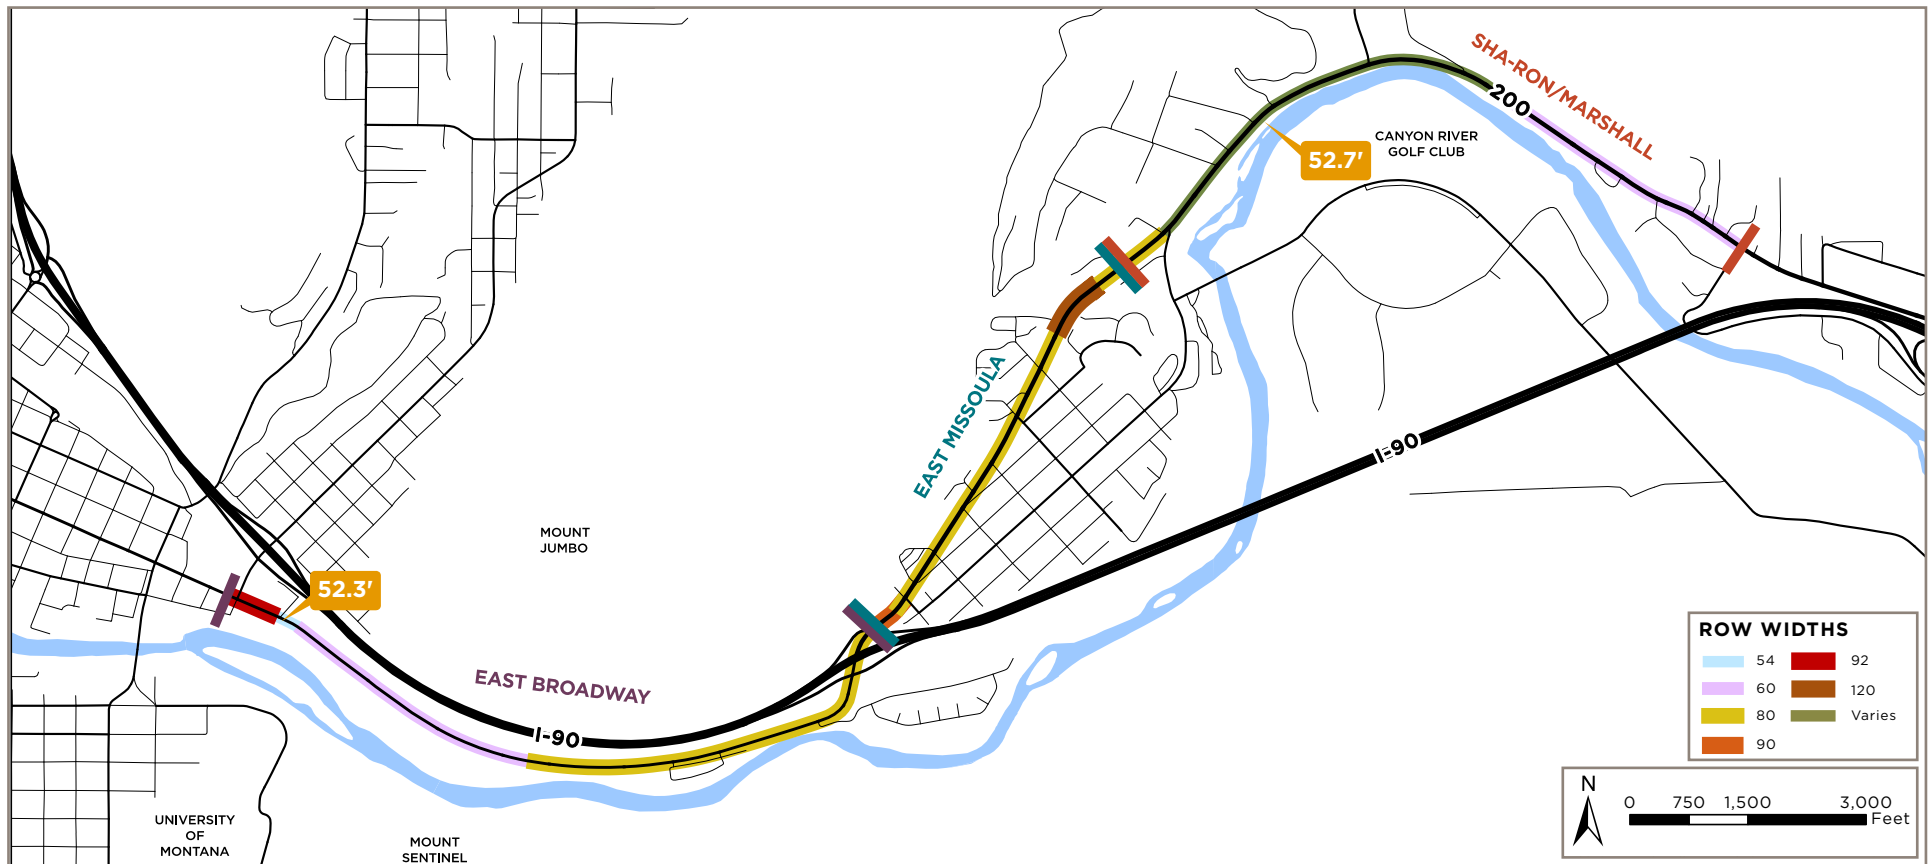 SHA-RON/MARSHALL
200
CANYON RIVER
GOLF CLUB
52.7'
EAST MISSOULA
I-90
MOUNT
JUMBO
52.3'
EAST BROADWAY
I-90
UNIVERSITY
OF
MONTANA
MOUNT
SENTINEL
ROW WIDTHS
54 92
60 120
80 Varies
90
N
0 750 1,500 3,000
Feet